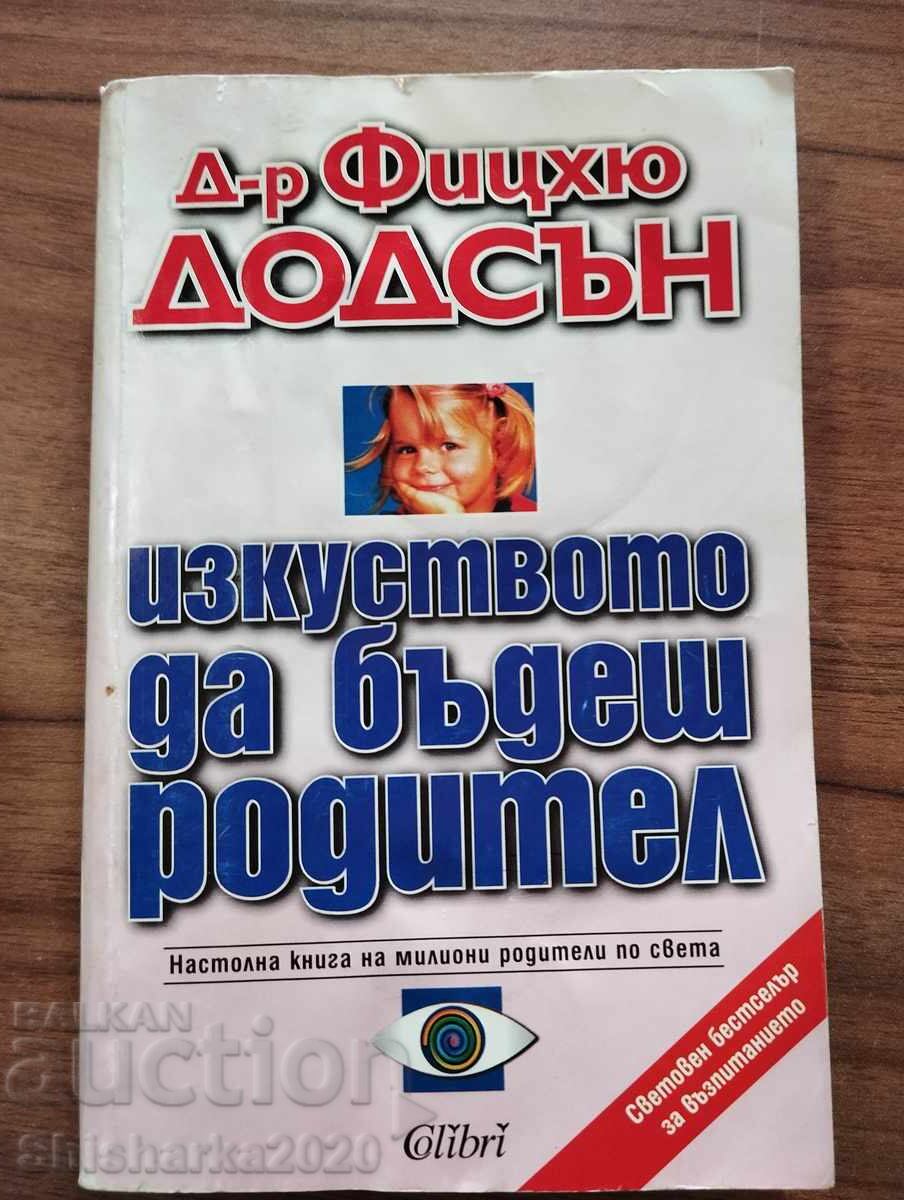 Д-р Фицхю
ДОДСЪН
изкуството
да бъдеш
родител
Настолна книга на милиони родители по света
Световен бестселър
за възпитанието
Colibri
BALKAN
auction
Shisharka2020